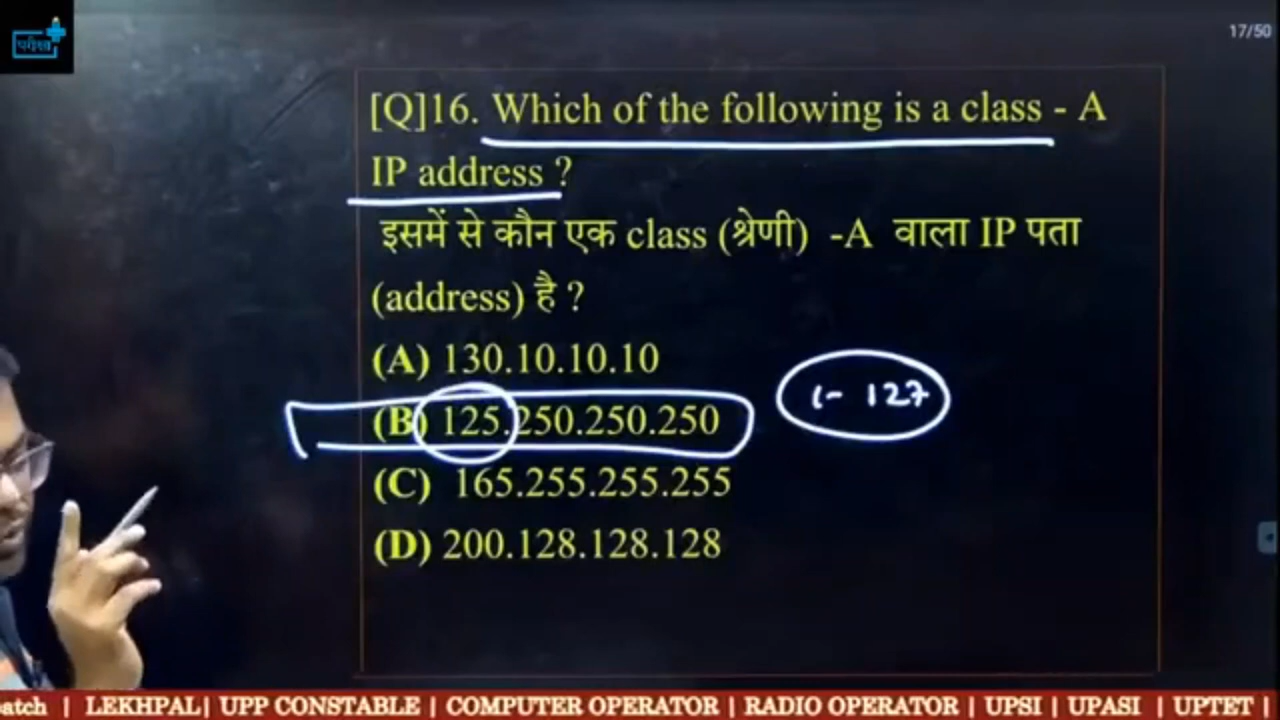 परीक्षा
17/50
[Q]16. Which of the following is a class - A
IP address ?
इसमें से कौन एक class (श्रेणी) -A वाला IP पता
(address) है ?
(A) 130.10.10.10
(B) 125.250.250.250
1- 127
(C) 165.255.255.255
(D) 200.128.128.128
atch | LEKHPAL| UPP CONSTABLE | COMPUTER OPERATOR | RADIO OPERATOR | UPSI | UPASI | UPTET |